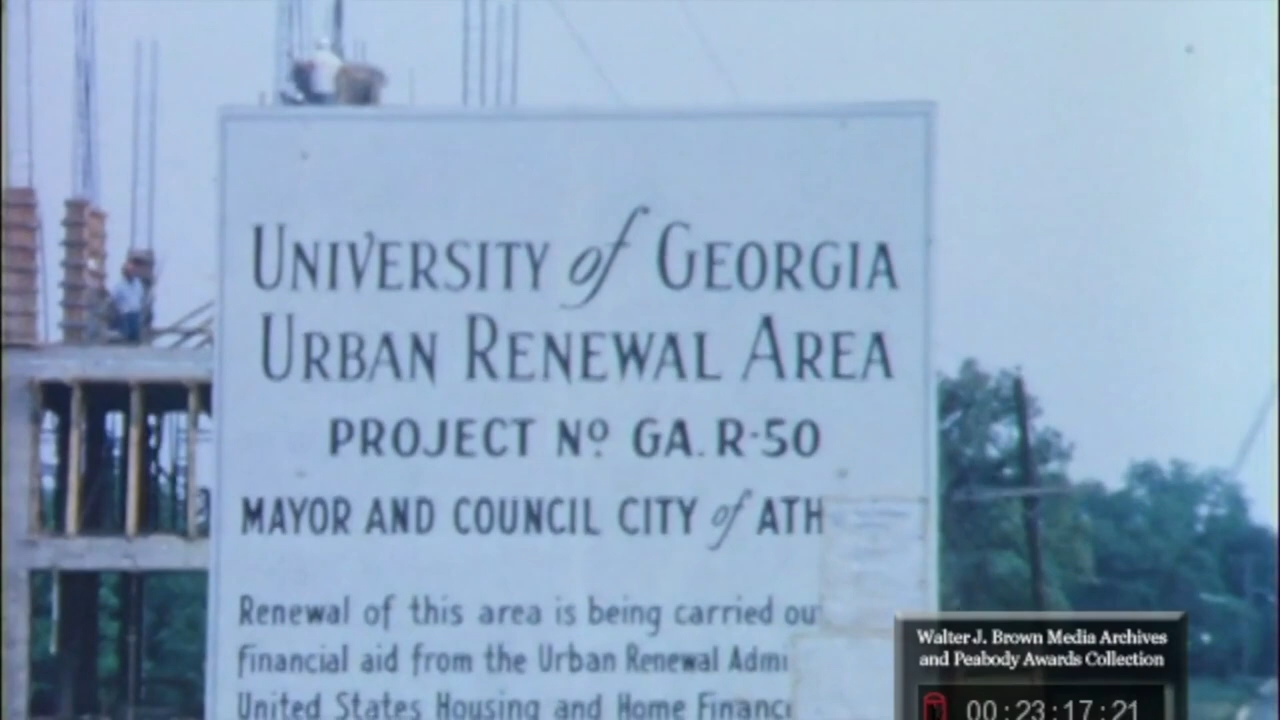 UNIVERSITY of GEORGIA
URBAN RENEWAL AREA
PROJECT Nº GA. R-50
MAYOR AND COUNCIL CITY of ATH
Renewal of this area is being carried ou
financial aid from the Urban Renewal Admi
United States Housing and Home Financ
Walter J. Brown Media Archives
and Peabody Awards Collection
00:23:17:21